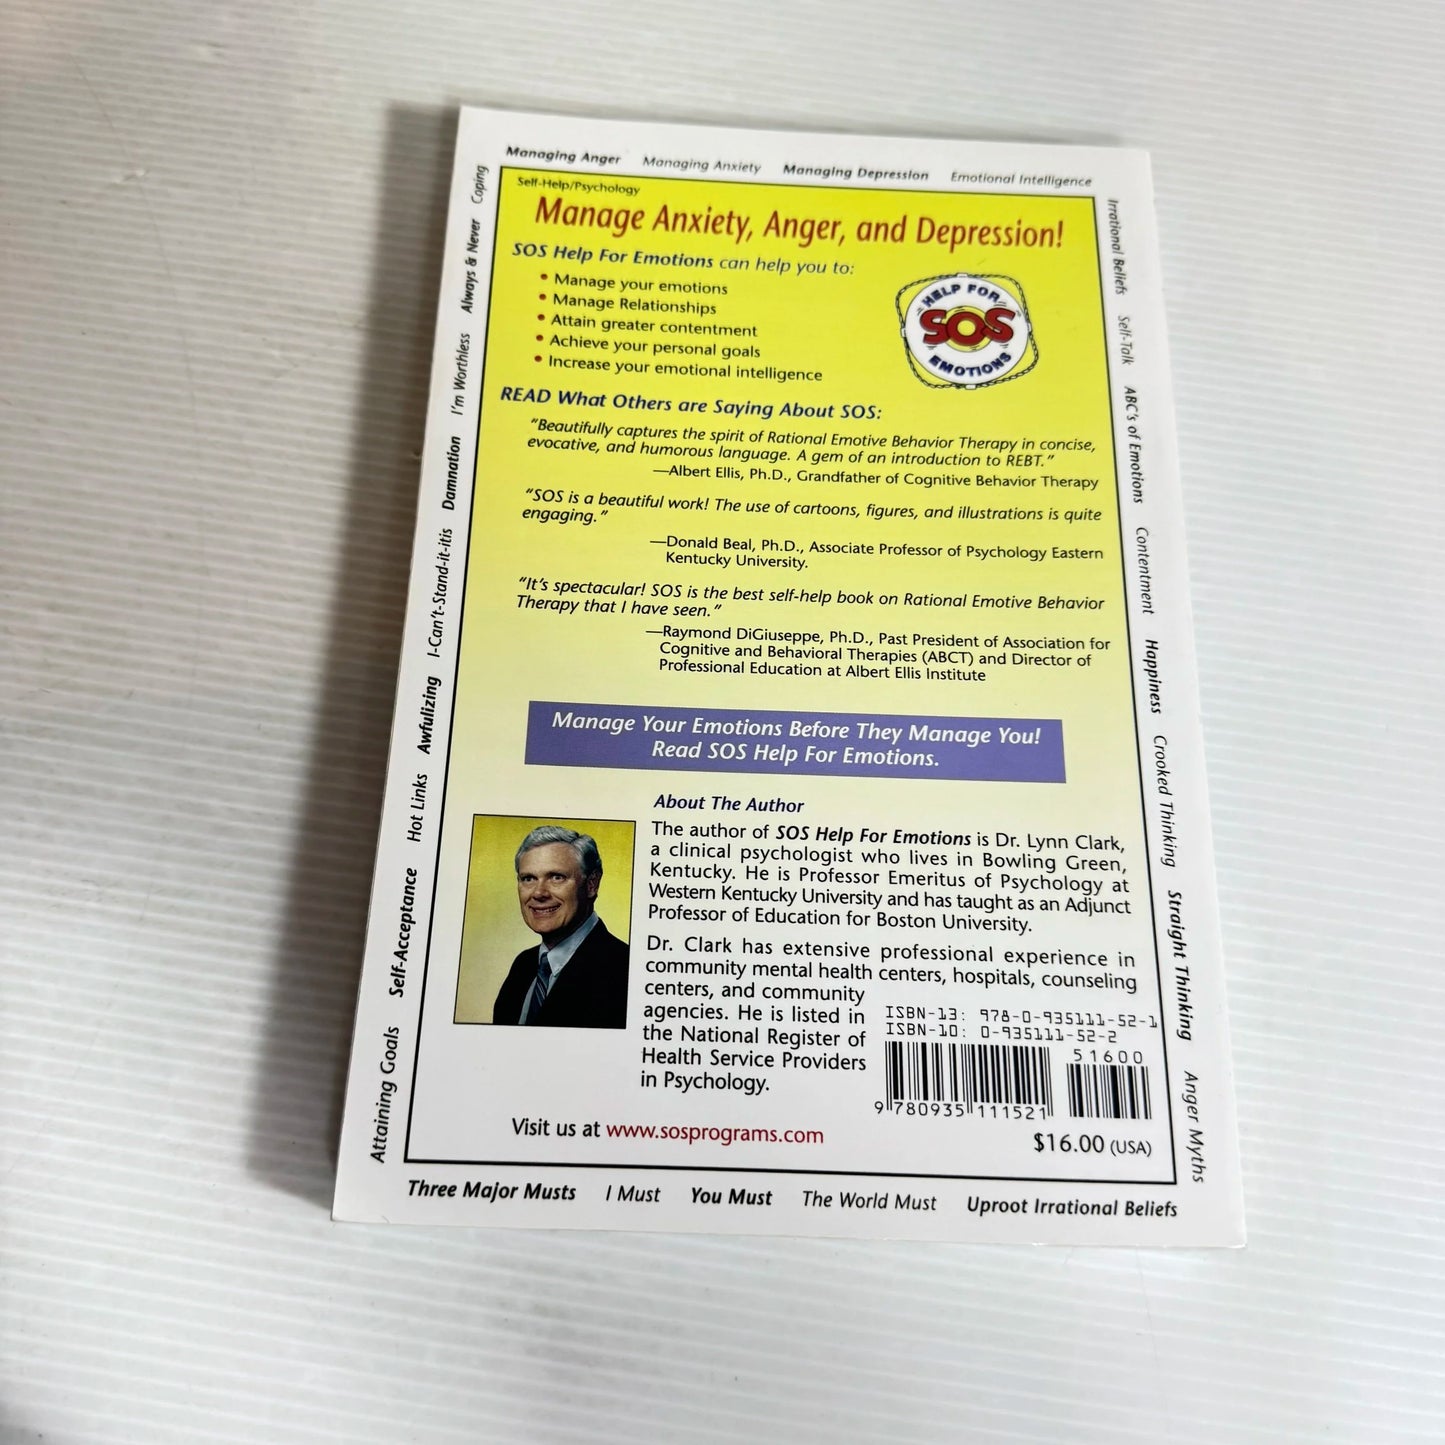 Managing Anger Managing Anxiety Managing Depression Emotional Intelligence
Self-Help/Psychology
Manage Anxiety, Anger, and Depression!
SOS Help For Emotions can help you to:
• Manage your emotions
• Manage Relationships
• Attain greater contentment
• Achieve your personal goals
• Increase your emotional intelligence
HELP FOR
SOS
EMOTIONS
READ What Others are Saying About SOS:
"Beautifully captures the spirit of Rational Emotive Behavior Therapy in concise,
evocative, and humorous language. A gem of an introduction to REBT."
—Albert Ellis, Ph.D., Grandfather of Cognitive Behavior Therapy
"SOS is a beautiful work! The use of cartoons, figures, and illustrations is quite
engaging."
—Donald Beal, Ph.D., Associate Professor of Psychology Eastern
Kentucky University.
"It's spectacular! SOS is the best self-help book on Rational Emotive Behavior
Therapy that I have seen."
—Raymond DiGiuseppe, Ph.D., Past President of Association for
Cognitive and Behavioral Therapies (ABCT) and Director of
Professional Education at Albert Ellis Institute
Manage Your Emotions Before They Manage You!
Read SOS Help For Emotions.
About The Author
The author of SOS Help For Emotions is Dr. Lynn Clark,
a clinical psychologist who lives in Bowling Green,
Kentucky. He is Professor Emeritus of Psychology at
Western Kentucky University and has taught as an Adjunct
Professor of Education for Boston University.
Dr. Clark has extensive professional experience in
community mental health centers, hospitals, counseling
centers, and community
agencies. He is listed in
the National Register of
Health Service Providers
in Psychology.
ISBN-13: 978-0-935111-52-1
ISBN-10: 0-935111-52-2
51600
9 780935 111521
Visit us at www.sosprograms.com
$16.00 (USA)
Three Major Musts I Must You Must The World Must Uproot Irrational Beliefs
Attaining Goals Self-Acceptance Hot Links Awfulizing I-Can't-Stand-it-itis Damnation I'm Worthless Always & Never Coping
Irrational Beliefs Self-Talk ABC's of Emotions Contentment Happiness Crooked Thinking Straight Thinking Anger Myths